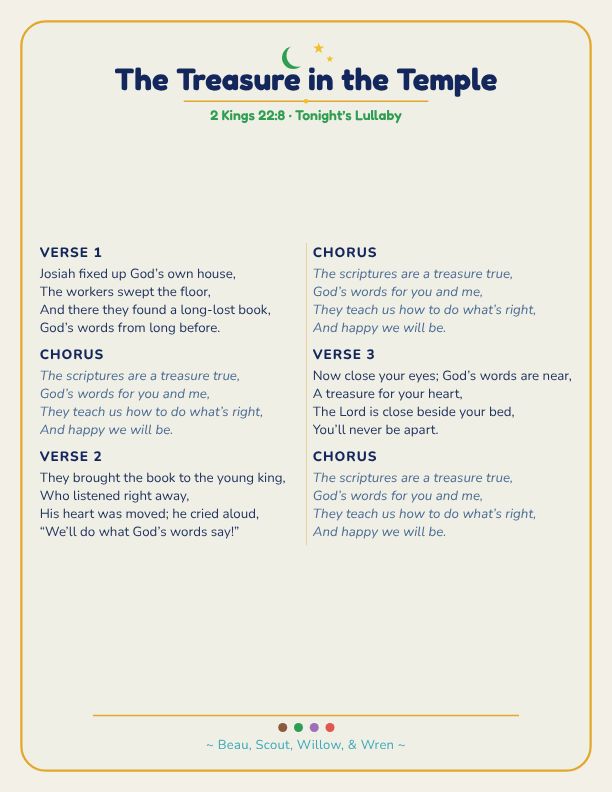 The Treasure in the Temple
2 Kings 22:8 · Tonight’s Lullaby
VERSE 1
Josiah fixed up God’s own house,
The workers swept the floor,
And there they found a long-lost book,
God’s words from long before.
CHORUS
The scriptures are a treasure true,
God’s words for you and me,
They teach us how to do what’s right,
And happy we will be.
VERSE 2
They brought the book to the young king,
Who listened right away,
His heart was moved; he cried aloud,
“We’ll do what God’s words say!”
CHORUS
The scriptures are a treasure true,
God’s words for you and me,
They teach us how to do what’s right,
And happy we will be.
VERSE 3
Now close your eyes; God’s words are near,
A treasure for your heart,
The Lord is close beside your bed,
You’ll never be apart.
CHORUS
The scriptures are a treasure true,
God’s words for you and me,
They teach us how to do what’s right,
And happy we will be.
~ Beau, Scout, Willow, & Wren ~